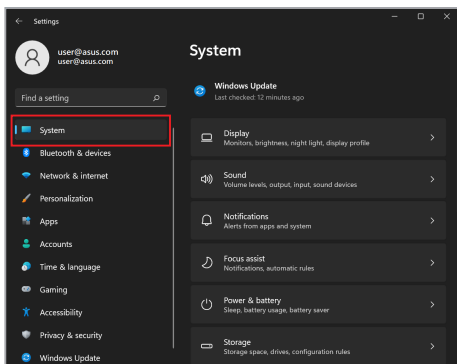 Settings
user@asus.com
user@asus.com
Find a setting
System
Bluetooth & devices
Network & internet
Personalization
Apps
Accounts
Time & language
Gaming
Accessibility
Privacy & security
Windows Update
System
Windows Update
Last checked: 12 minutes ago
Display
Monitors, brightness, night light, display profile
Sound
Volume levels, output, input, sound devices
Notifications
Alerts from apps and system
Focus assist
Notifications, automatic rules
Power & battery
Sleep, battery usage, battery saver
Storage
Storage space, drives, configuration rules